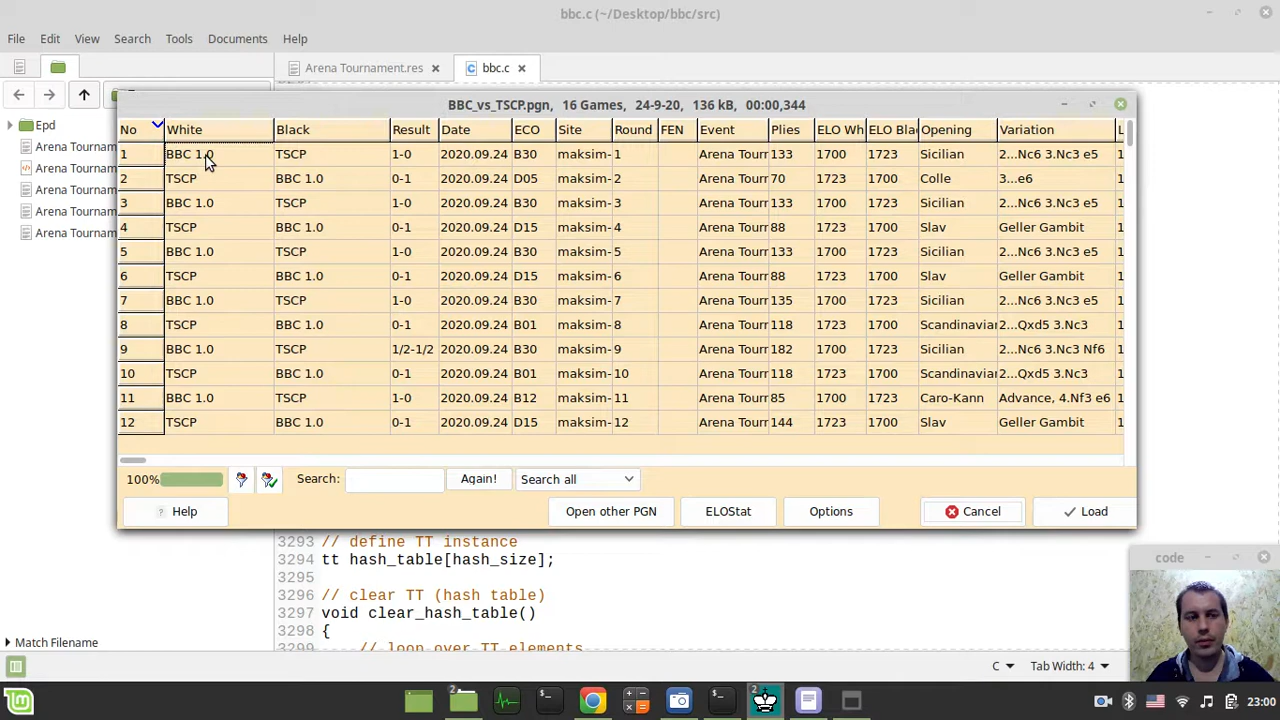 bbc.c (~/Desktop/bbc/src)
File Edit View Search Tools Documents Help
Arena Tournament.res bbc.c
BBC_vs_TSCP.pgn, 16 Games, 24-9-20, 136 kB, 00:00,344
No White Black Result Date ECO Site Round FEN Event Plies ELO Wh ELO Blac Opening Variation
1 BBC 1.0 TSCP 1-0 2020.09.24 B30 maksim- 1 Arena Tourr 133 1700 1723 Sicilian 2...Nc6 3.Nc3 e5
2 TSCP BBC 1.0 0-1 2020.09.24 D05 maksim- 2 Arena Tourr 70 1723 1700 Colle 3...e6
3 BBC 1.0 TSCP 1-0 2020.09.24 B30 maksim- 3 Arena Tourr 133 1700 1723 Sicilian 2...Nc6 3.Nc3 e5
4 TSCP BBC 1.0 0-1 2020.09.24 D15 maksim- 4 Arena Tourr 88 1723 1700 Slav Geller Gambit
5 BBC 1.0 TSCP 1-0 2020.09.24 B30 maksim- 5 Arena Tourr 133 1700 1723 Sicilian 2...Nc6 3.Nc3 e5
6 TSCP BBC 1.0 0-1 2020.09.24 D15 maksim- 6 Arena Tourr 88 1723 1700 Slav Geller Gambit
7 BBC 1.0 TSCP 1-0 2020.09.24 B30 maksim- 7 Arena Tourr 135 1700 1723 Sicilian 2...Nc6 3.Nc3 e5
8 TSCP BBC 1.0 0-1 2020.09.24 B01 maksim- 8 Arena Tourr 118 1723 1700 Scandinavian 2...Qxd5 3.Nc3
9 BBC 1.0 TSCP 1/2-1/2 2020.09.24 B30 maksim- 9 Arena Tourr 182 1700 1723 Sicilian 2...Nc6 3.Nc3 Nf6
10 TSCP BBC 1.0 0-1 2020.09.24 B01 maksim- 10 Arena Tourr 118 1723 1700 Scandinavian 2...Qxd5 3.Nc3
11 BBC 1.0 TSCP 1-0 2020.09.24 B12 maksim- 11 Arena Tourr 85 1700 1723 Caro-Kann Advance, 4.Nf3 e6
12 TSCP BBC 1.0 0-1 2020.09.24 D15 maksim- 12 Arena Tourr 144 1723 1700 Slav Geller Gambit
Epd
Arena Tournam
Arena Tournam
Arena Tournam
Arena Tournam
Arena Tournam
100% Search: Again! Search all
Help Open other PGN ELOStat Options Cancel Load
3293 // define TT instance
3294 tt hash_table[hash_size];
3295
3296 // clear TT (hash table)
3297 void clear_hash_table()
3298 {
3299 // loop over TT elements
code
Match Filename
C Tab Width: 4
2 2 23:00